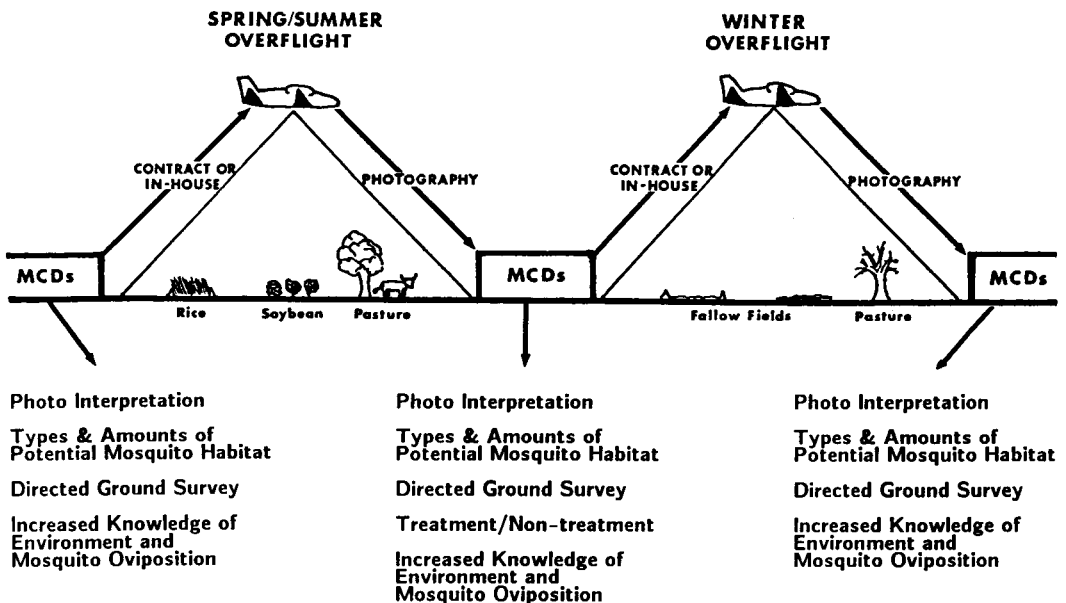 SPRING/SUMMER
OVERFLIGHT
WINTER
OVERFLIGHT
CONTRACT OR
IN-HOUSE
PHOTOGRAPHY
CONTRACT OR
IN-HOUSE
PHOTOGRAPHY
MCDs
MCDs
MCDs
Rice
Soybean
Pasture
Fallow Fields
Pasture
Photo Interpretation
Types & Amounts of
Potential Mosquito Habitat
Directed Ground Survey
Increased Knowledge of
Environment and
Mosquito Oviposition
Photo Interpretation
Types & Amounts of
Potential Mosquito Habitat
Directed Ground Survey
Treatment/Non-treatment
Increased Knowledge of
Environment and
Mosquito Oviposition
Photo Interpretation
Types & Amounts of
Potential Mosquito Habitat
Directed Ground Survey
Increased Knowledge of
Environment and
Mosquito Oviposition